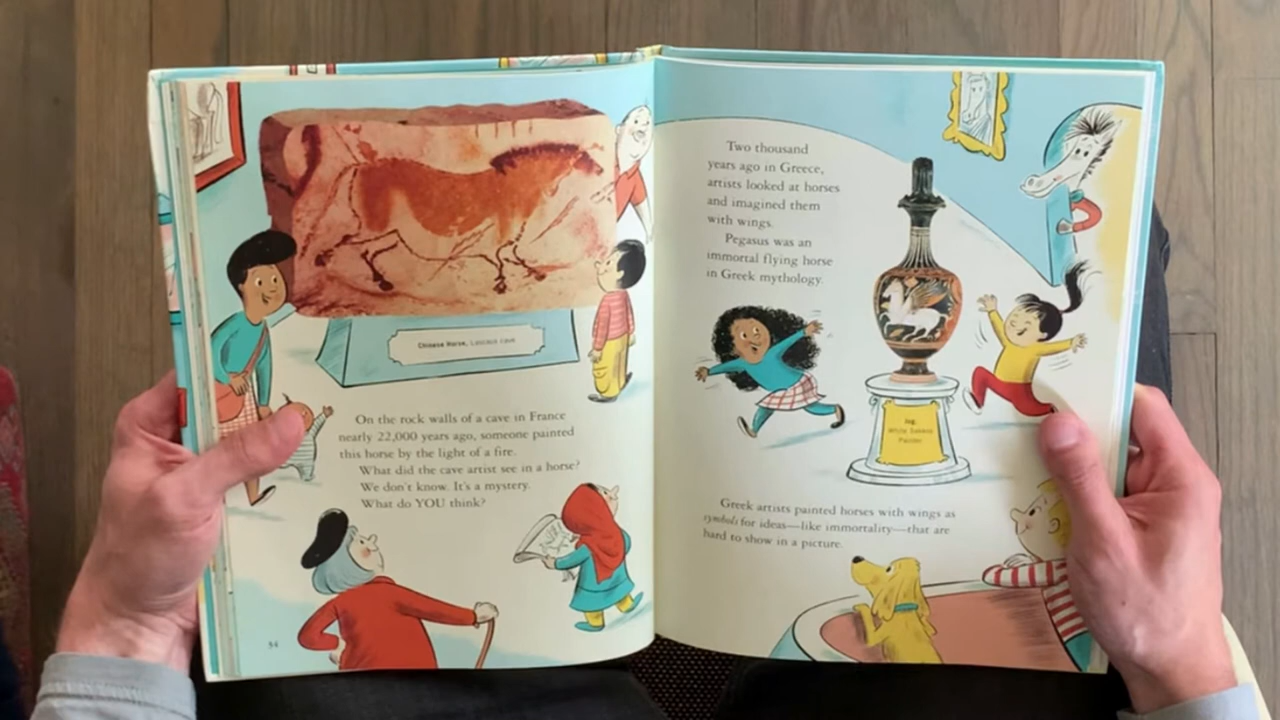 Chinese Horse, Lascaux cave
On the rock walls of a cave in France
nearly 22,000 years ago, someone painted
this horse by the light of a fire.
What did the cave artist see in a horse?
We don't know. It's a mystery.
What do YOU think?
34
Two thousand
years ago in Greece,
artists looked at horses
and imagined them
with wings.
Pegasus was an
immortal flying horse
in Greek mythology.
Jug,
White Sakkos
Painter
Greek artists painted horses with wings as
symbols for ideas—like immortality—that are
hard to show in a picture.